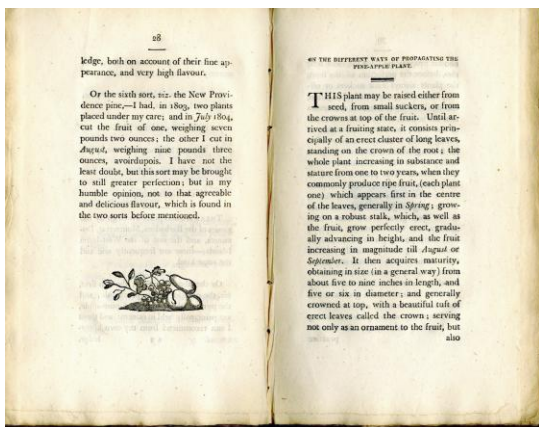 28
ledge, both on account of their fine ap-
pearance, and very high flavour.
Or the sixth sort, viz. the New Provi-
dence pine,—I had, in 1803, two plants
placed under my care; and in July 1804,
cut the fruit of one, weighing seven
pounds two ounces; the other I cut in
August, weighing nine pounds three
ounces, avoirdupois. I have not the
least doubt, but this sort may be brought
to still greater perfection; but in my
humble opinion, not to that agreeable
and delicious flavour, which is found in
the two sorts before mentioned.
ON THE DIFFERENT WAYS OF PROPAGATING THE
PINE-APPLE PLANT.
THIS plant may be raised either from
seed, from small suckers, or from
the crowns at top of the fruit. Until ar-
rived at a fruiting state, it consists prin-
cipally of an erect cluster of long leaves,
standing on the crown of the root; the
whole plant increasing in substance and
stature from one to two years, when they
commonly produce ripe fruit, (each plant
one) which appears first in the centre
of the leaves, generally in Spring; grow-
ing on a robust stalk, which, as well as
the fruit, grow perfectly erect, gradu-
ally advancing in height, and the fruit
increasing in magnitude till August or
September. It then acquires maturity,
obtaining in size (in a general way) from
about five to nine inches in length, and
five or six in diameter; and generally
crowned at top, with a beautiful tuft of
erect leaves called the crown; serving
not only as an ornament to the fruit, but
also